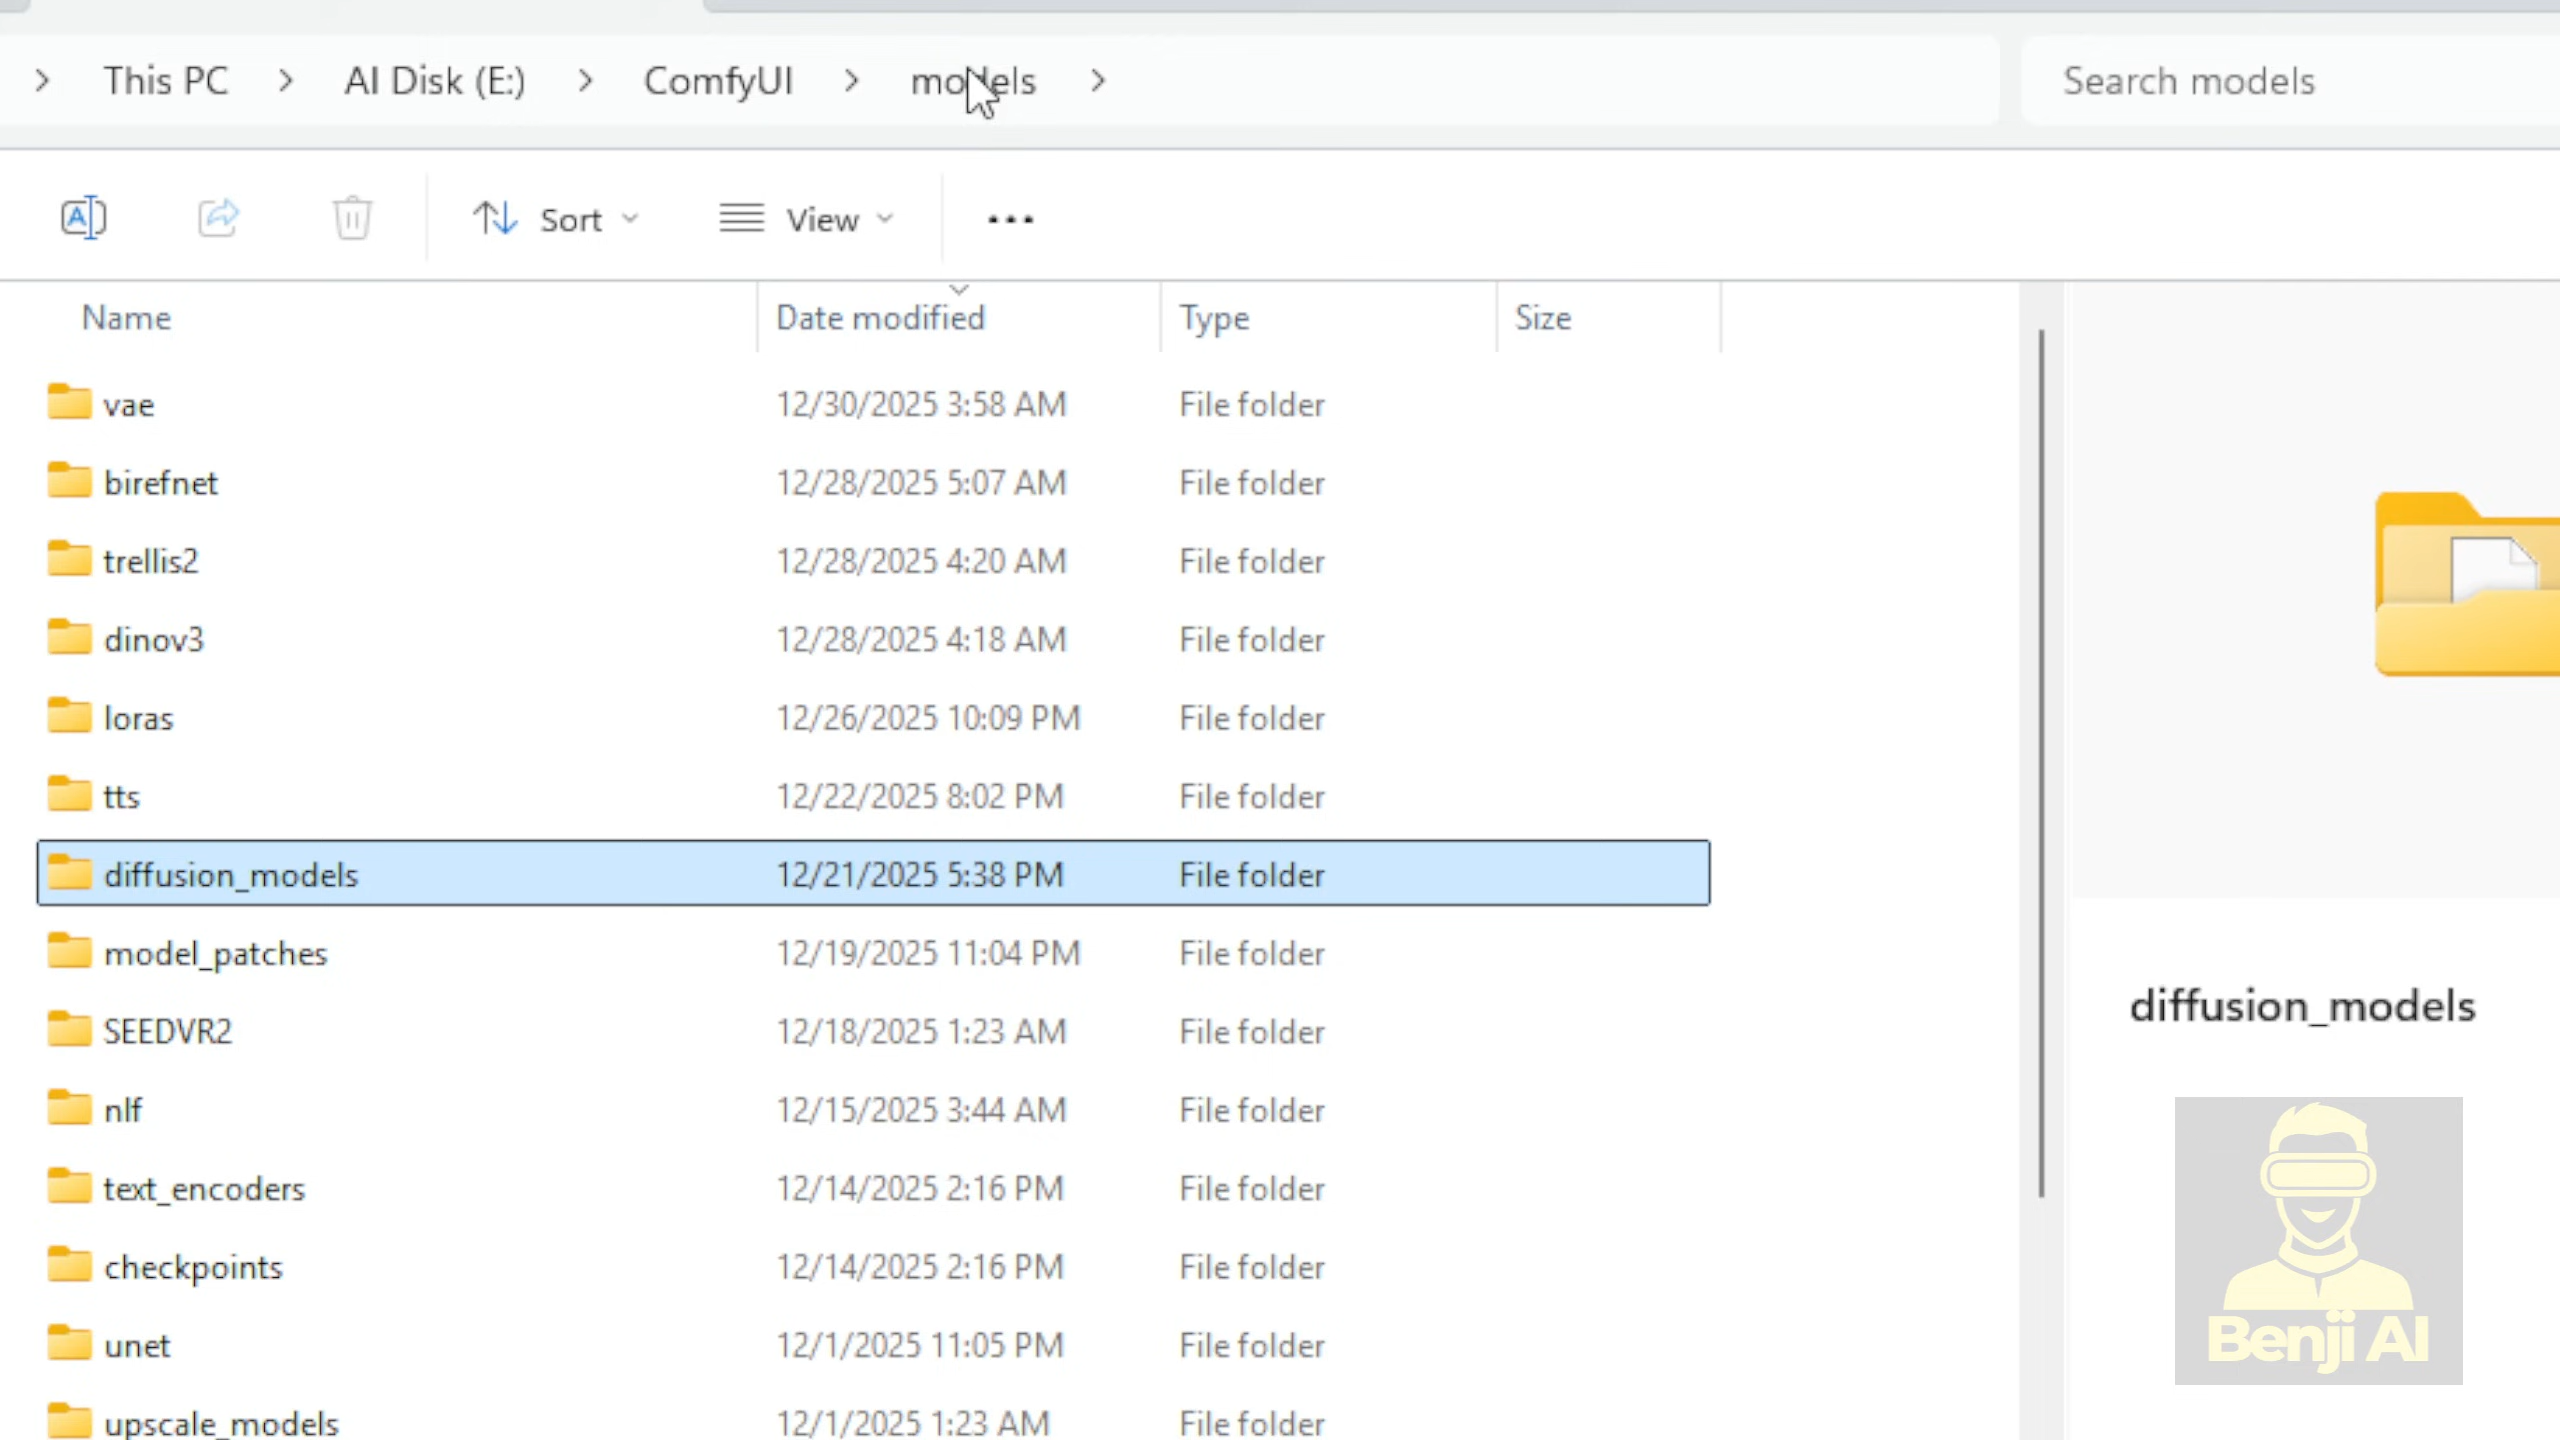 This PC > AI Disk (E:) > ComfyUI > models >
Search models
Sort
View
Name Date modified Type Size
vae 12/30/2025 3:58 AM File folder
birefnet 12/28/2025 5:07 AM File folder
trellis2 12/28/2025 4:20 AM File folder
dinov3 12/28/2025 4:18 AM File folder
loras 12/26/2025 10:09 PM File folder
tts 12/22/2025 8:02 PM File folder
diffusion_models 12/21/2025 5:38 PM File folder
model_patches 12/19/2025 11:04 PM File folder
SEEDVR2 12/18/2025 1:23 AM File folder
nlf 12/15/2025 3:44 AM File folder
text_encoders 12/14/2025 2:16 PM File folder
checkpoints 12/14/2025 2:16 PM File folder
unet 12/1/2025 11:05 PM File folder
upscale_models 12/1/2025 1:23 AM File folder
diffusion_models
Benji AI